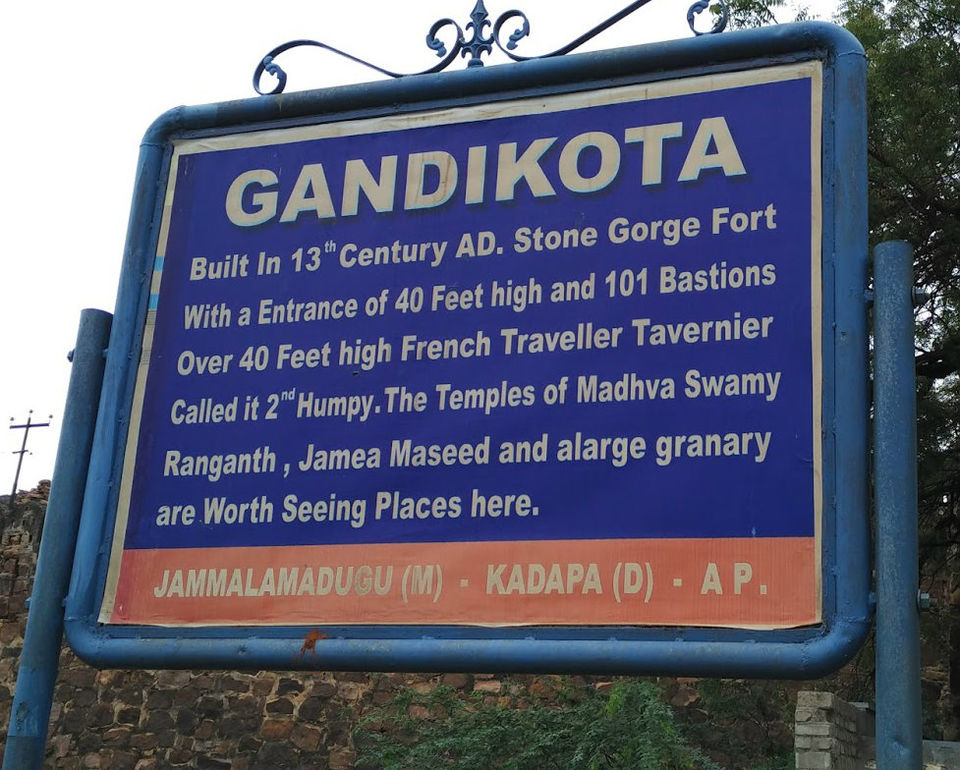 GANDIKOTA
Built In 13th Century AD. Stone Gorge Fort
With a Entrance of 40 Feet high and 101 Bastions
Over 40 Feet high French Traveller Tavernier
Called it 2nd Humpy.The Temples of Madhva Swamy
Ranganth , Jamea Maseed and alarge granary
are Worth Seeing Places here.
JAMMALAMADUGU (M) - KADAPA (D) - A P.